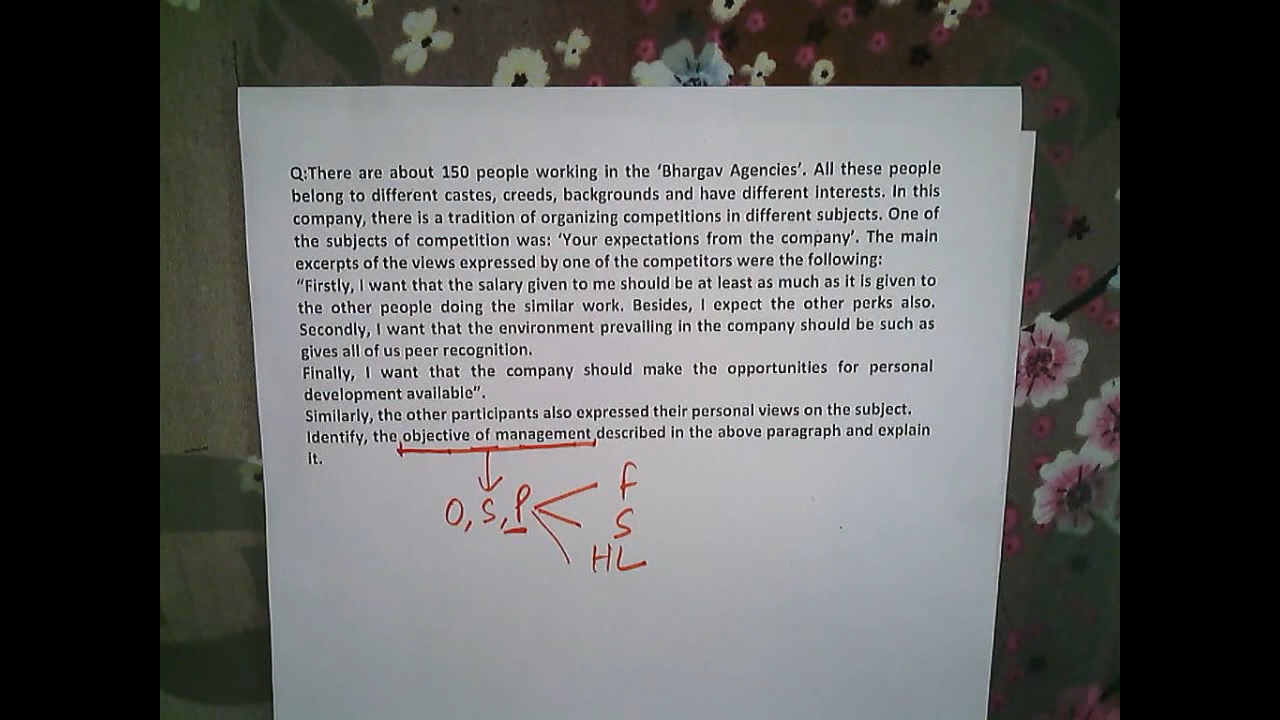 Q:There are about 150 people working in the ‘Bhargav Agencies’. All these people
belong to different castes, creeds, backgrounds and have different interests. In this
company, there is a tradition of organizing competitions in different subjects. One of
the subjects of competition was: ‘Your expectations from the company’. The main
excerpts of the views expressed by one of the competitors were the following:
“Firstly, I want that the salary given to me should be at least as much as it is given to
the other people doing the similar work. Besides, I expect the other perks also.
Secondly, I want that the environment prevailing in the company should be such as
gives all of us peer recognition.
Finally, I want that the company should make the opportunities for personal
development available”.
Similarly, the other participants also expressed their personal views on the subject.
Identify, the objective of management described in the above paragraph and explain
it.
F
O, S, P
S
HL